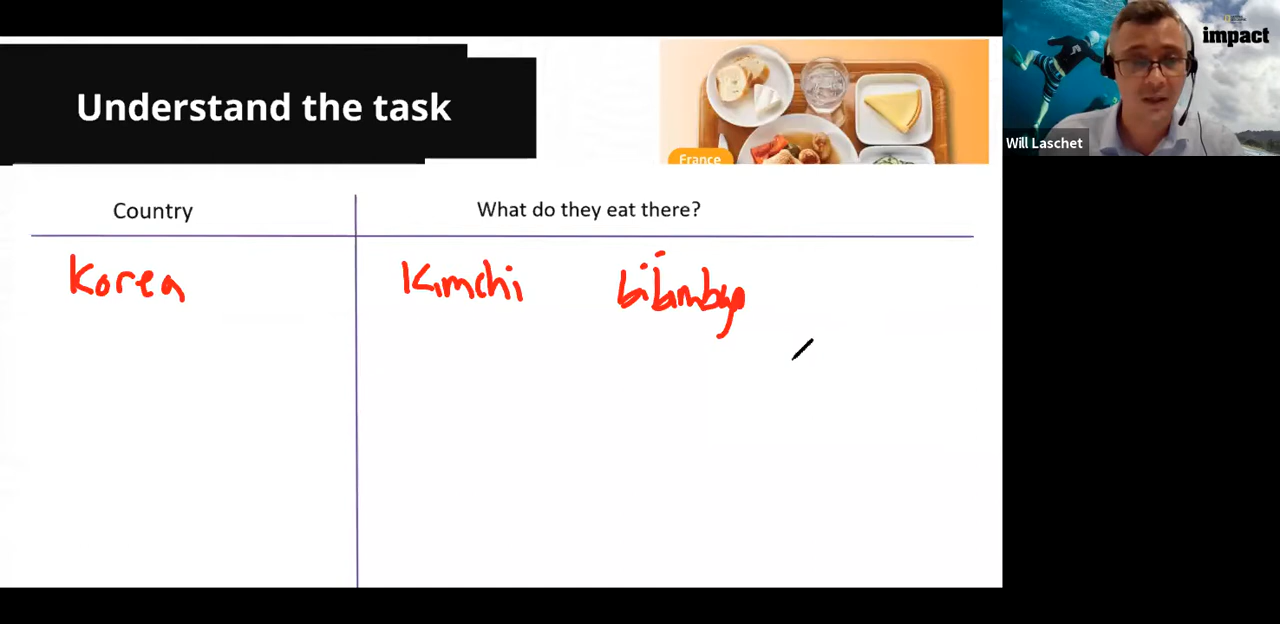 Understand the task
France
impact
Will Laschet
Country
What do they eat there?
Korea
Kimchi